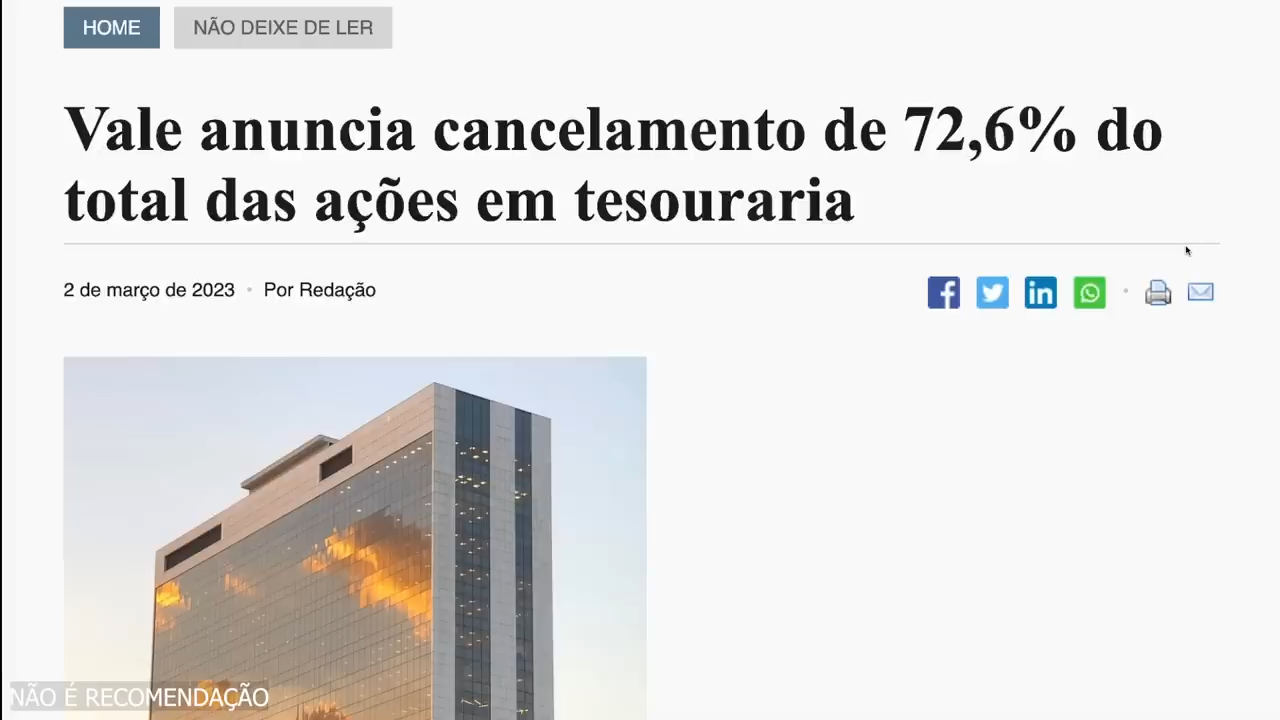 HOME
NÃO DEIXE DE LER
Vale anuncia cancelamento de 72,6% do
total das ações em tesouraria
2 de março de 2023 • Por Redação
NÃO É RECOMENDAÇÃO